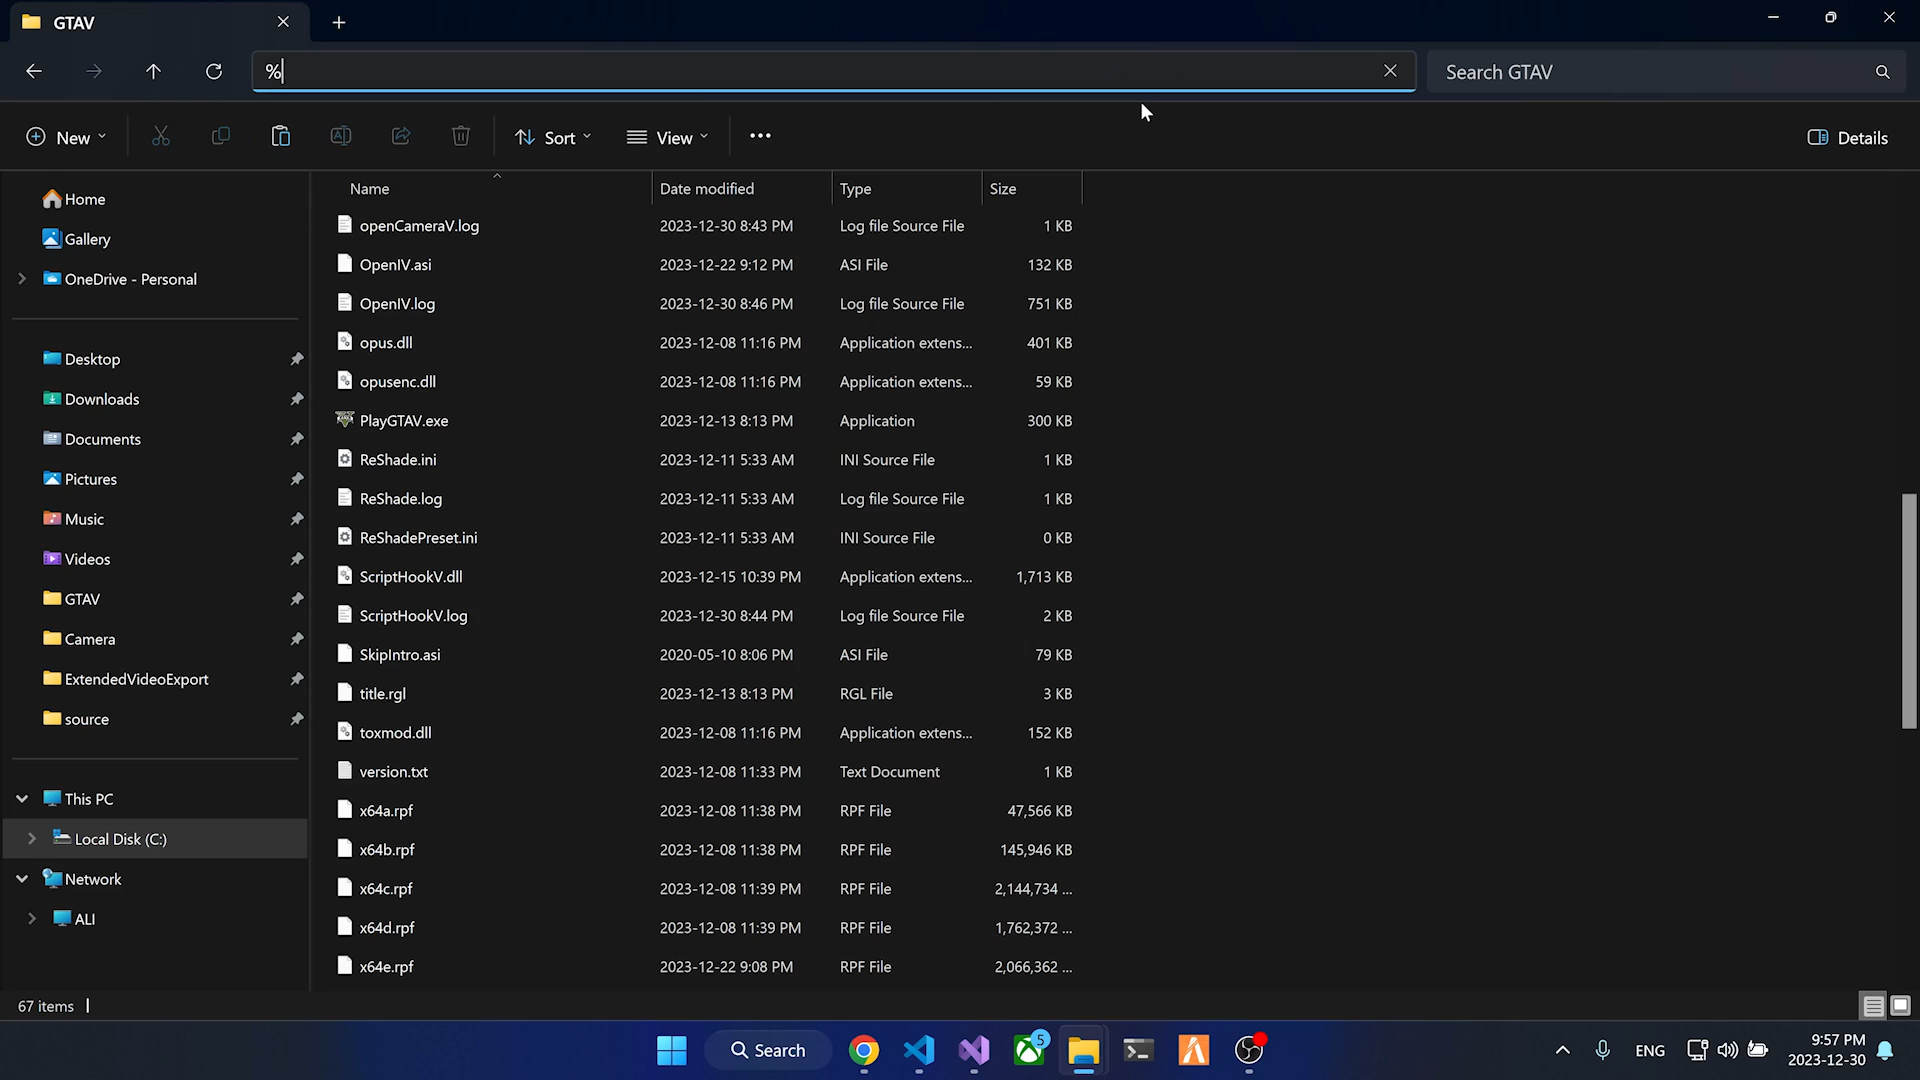 GTAV
%
Search GTAV
New
Sort
View
Details
Home
Gallery
OneDrive - Personal
Desktop
Downloads
Documents
Pictures
Music
Videos
GTAV
Camera
ExtendedVideoExport
source
This PC
Local Disk (C:)
Network
ALI
Name Date modified Type Size
openCameraV.log 2023-12-30 8:43 PM Log file Source File 1 KB
OpenIV.asi 2023-12-22 9:12 PM ASI File 132 KB
OpenIV.log 2023-12-30 8:46 PM Log file Source File 751 KB
opus.dll 2023-12-08 11:16 PM Application extens... 401 KB
opusenc.dll 2023-12-08 11:16 PM Application extens... 59 KB
PlayGTAV.exe 2023-12-13 8:13 PM Application 300 KB
ReShade.ini 2023-12-11 5:33 AM INI Source File 1 KB
ReShade.log 2023-12-11 5:33 AM Log file Source File 1 KB
ReShadePreset.ini 2023-12-11 5:33 AM INI Source File 0 KB
ScriptHookV.dll 2023-12-15 10:39 PM Application extens... 1,713 KB
ScriptHookV.log 2023-12-30 8:44 PM Log file Source File 2 KB
SkipIntro.asi 2020-05-10 8:06 PM ASI File 79 KB
title.rgl 2023-12-13 8:13 PM RGL File 3 KB
toxmod.dll 2023-12-08 11:16 PM Application extens... 152 KB
version.txt 2023-12-08 11:33 PM Text Document 1 KB
x64a.rpf 2023-12-08 11:38 PM RPF File 47,566 KB
x64b.rpf 2023-12-08 11:38 PM RPF File 145,946 KB
x64c.rpf 2023-12-08 11:39 PM RPF File 2,144,734 ...
x64d.rpf 2023-12-08 11:39 PM RPF File 1,762,372 ...
x64e.rpf 2023-12-22 9:08 PM RPF File 2,066,362 ...
67 items
Search
5
ENG
9:57 PM
2023-12-30